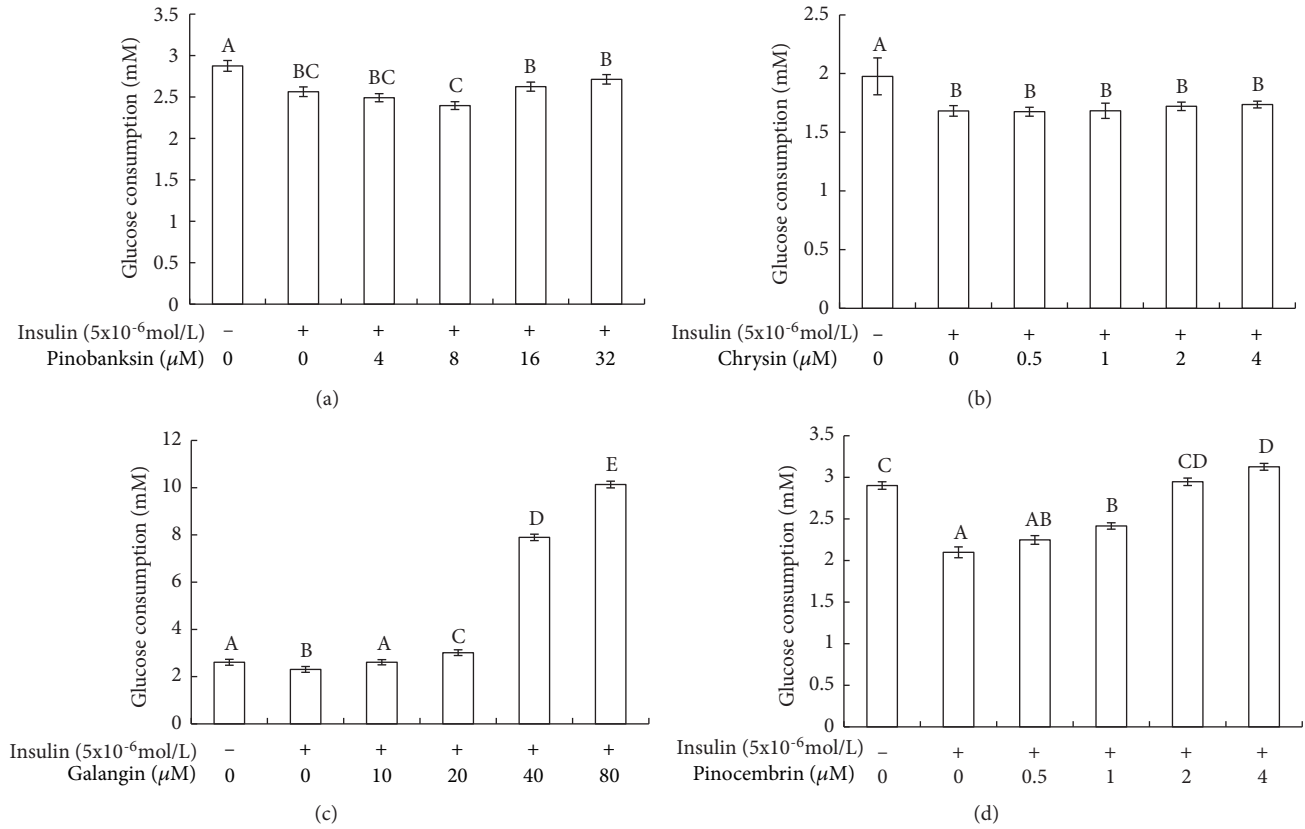 Glucose consumption (mM)
3.5
3
2.5
2
1.5
1
0.5
0
A
BC
BC
C
B
B
Insulin (5x10⁻⁶mol/L) – + + + + +
Pinobanksin (μM) 0 0 4 8 16 32
(a)
Glucose consumption (mM)
2.5
2
1.5
1
0.5
0
A
B
B
B
B
B
Insulin (5x10⁻⁶mol/L) – + + + + +
Chrysin (μM) 0 0 0.5 1 2 4
(b)
Glucose consumption (mM)
12
10
8
6
4
2
0
A
B
A
C
D
E
Insulin (5x10⁻⁶mol/L) – + + + + +
Galangin (μM) 0 0 10 20 40 80
(c)
Glucose consumption (mM)
3.5
3
2.5
2
1.5
1
0.5
0
C
A
AB
B
CD
D
Insulin (5x10⁻⁶mol/L) – + + + + +
Pinocembrin (μM) 0 0 0.5 1 2 4
(d)